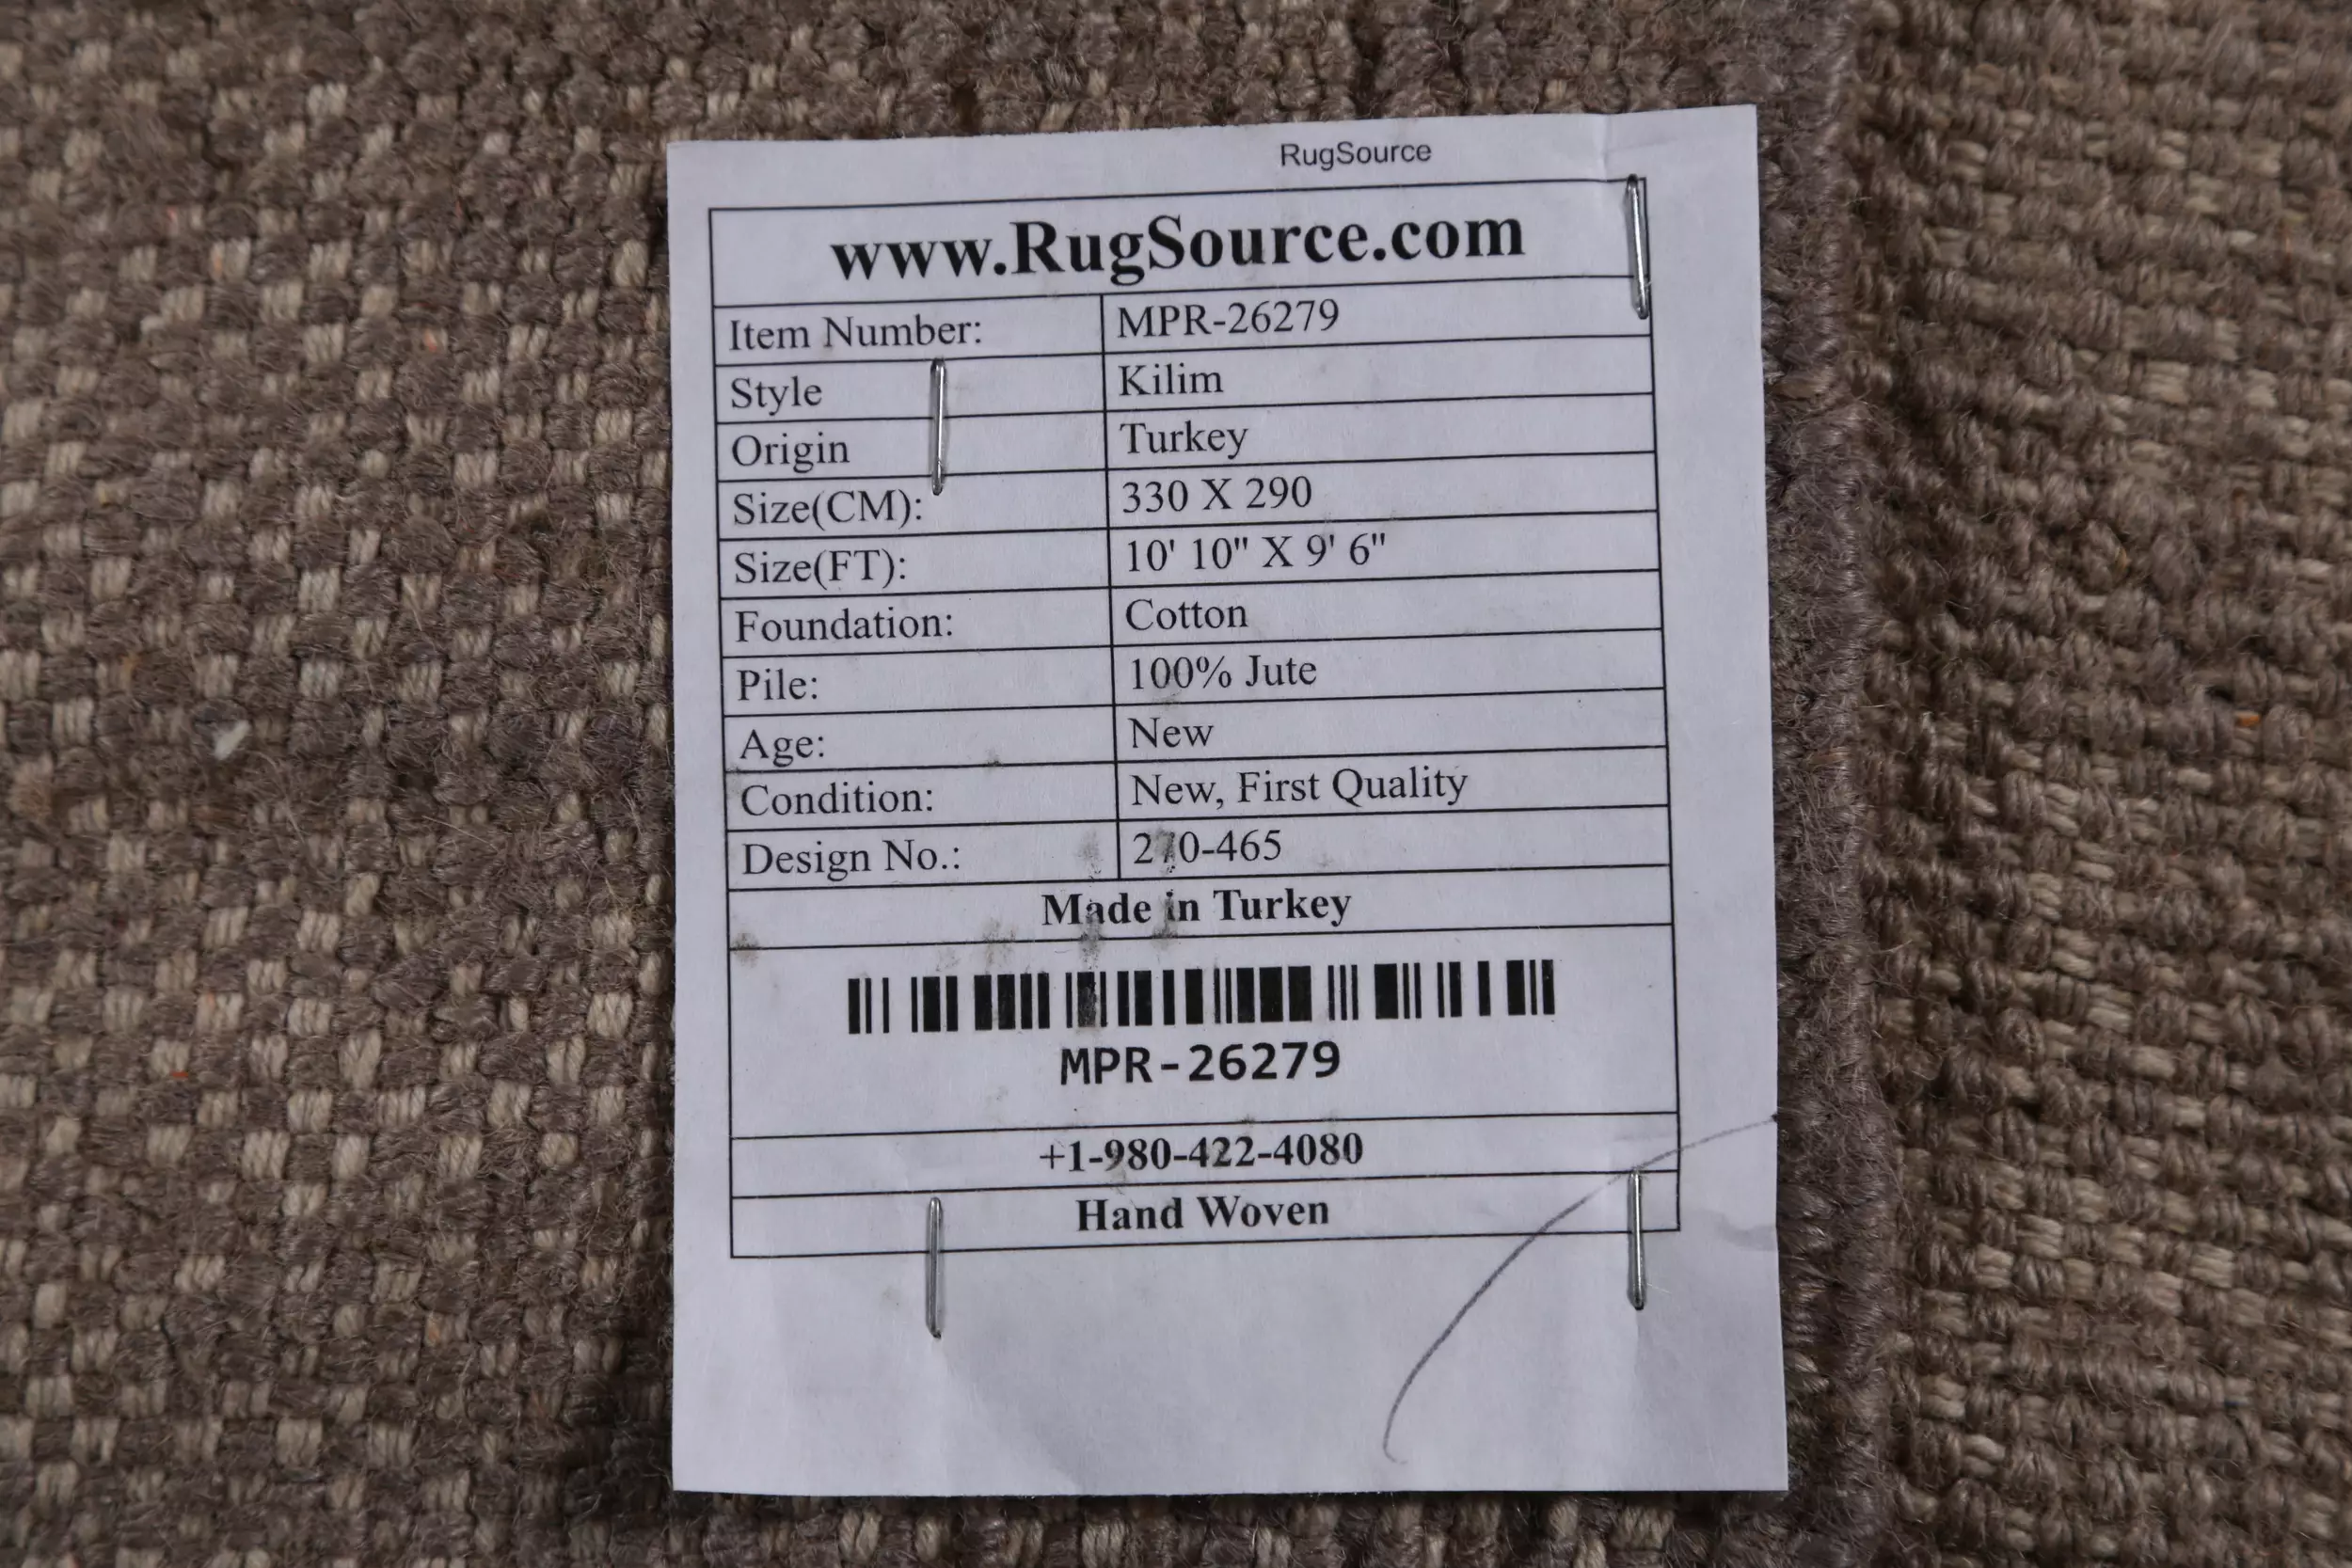 RugSource
www.RugSource.com
Item Number: MPR-26279
Style Kilim
Origin Turkey
Size(CM): 330 X 290
Size(FT): 10' 10" X 9' 6"
Foundation: Cotton
Pile: 100% Jute
Age: New
Condition: New, First Quality
Design No.: 270-465
Made in Turkey
MPR-26279
+1-980-422-4080
Hand Woven